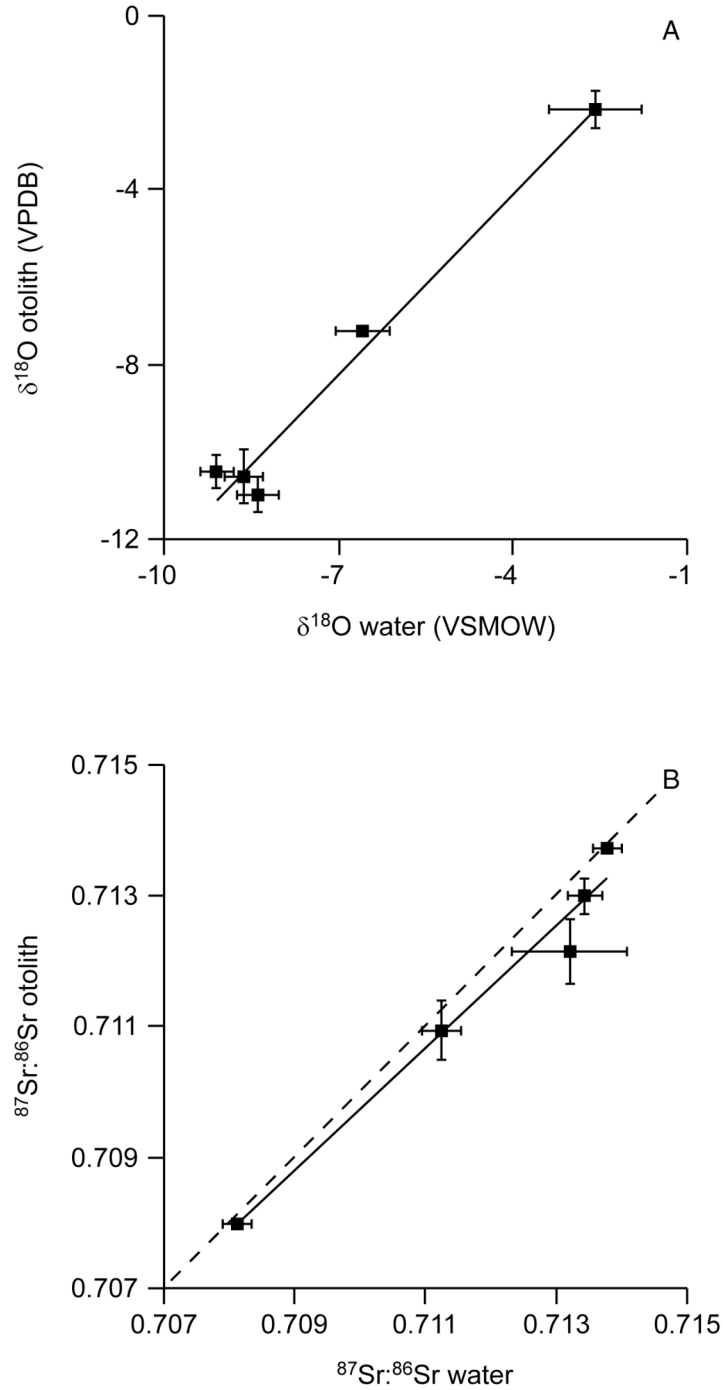 A
0
-4
-8
-12
δ¹⁸O otolith (VPDB)
-10 -7 -4 -1
δ¹⁸O water (VSMOW)
B
0.715
0.713
0.711
0.709
0.707
⁸⁷Sr:⁸⁶Sr otolith
0.707 0.709 0.711 0.713 0.715
⁸⁷Sr:⁸⁶Sr water